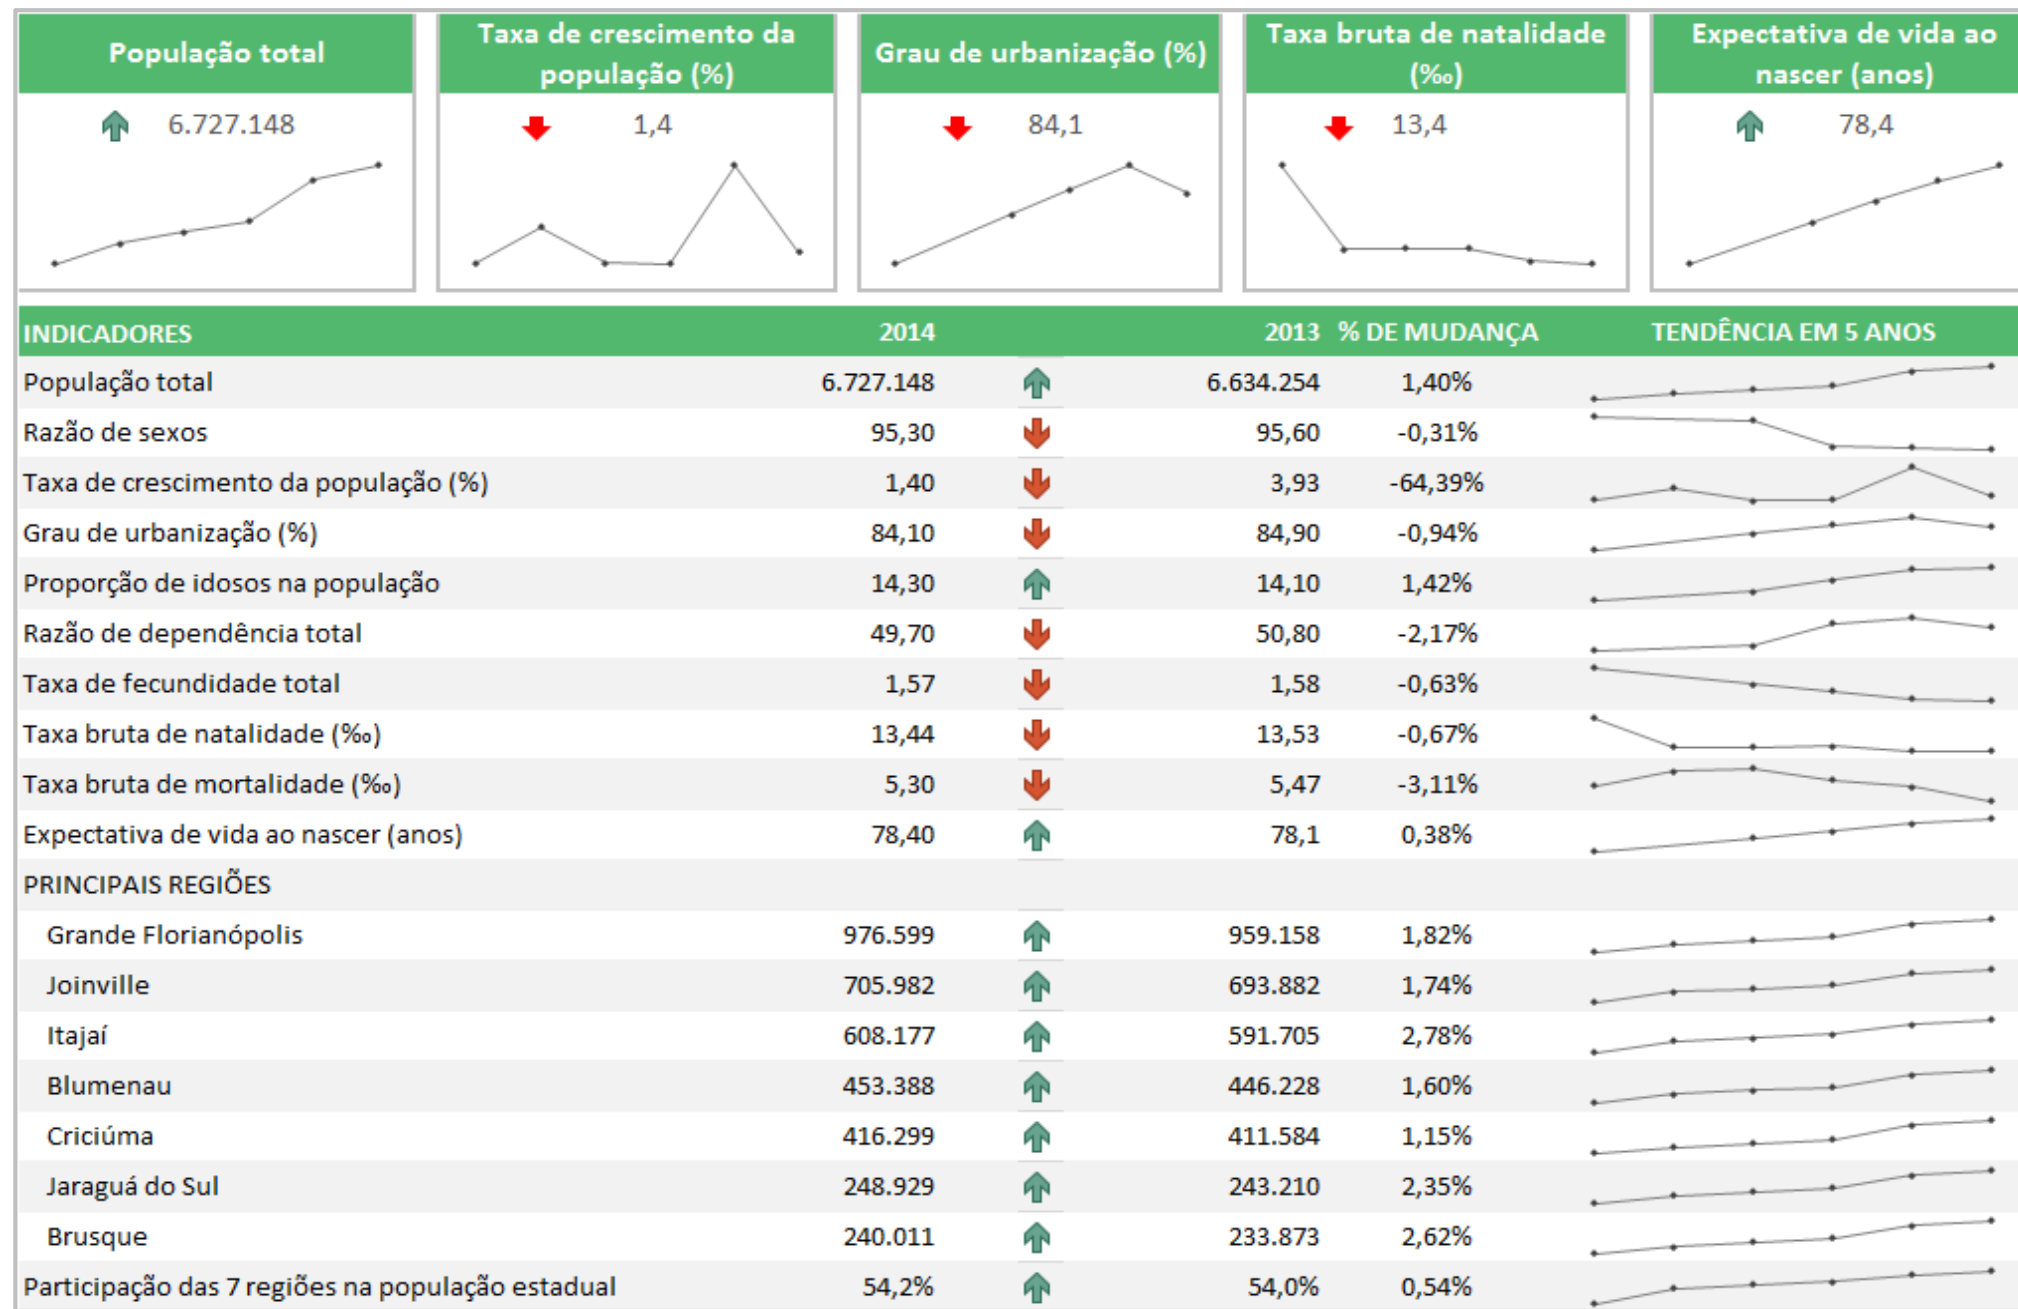 População total
Taxa de crescimento da
população (%)
Grau de urbanização (%)
Taxa bruta de natalidade
(‰)
Expectativa de vida ao
nascer (anos)
6.727.148
1,4
84,1
13,4
78,4
INDICADORES 2014 2013 % DE MUDANÇA TENDÊNCIA EM 5 ANOS
População total 6.727.148 6.634.254 1,40%
Razão de sexos 95,30 95,60 -0,31%
Taxa de crescimento da população (%) 1,40 3,93 -64,39%
Grau de urbanização (%) 84,10 84,90 -0,94%
Proporção de idosos na população 14,30 14,10 1,42%
Razão de dependência total 49,70 50,80 -2,17%
Taxa de fecundidade total 1,57 1,58 -0,63%
Taxa bruta de natalidade (‰) 13,44 13,53 -0,67%
Taxa bruta de mortalidade (‰) 5,30 5,47 -3,11%
Expectativa de vida ao nascer (anos) 78,40 78,1 0,38%
PRINCIPAIS REGIÕES
Grande Florianópolis 976.599 959.158 1,82%
Joinville 705.982 693.882 1,74%
Itajaí 608.177 591.705 2,78%
Blumenau 453.388 446.228 1,60%
Criciúma 416.299 411.584 1,15%
Jaraguá do Sul 248.929 243.210 2,35%
Brusque 240.011 233.873 2,62%
Participação das 7 regiões na população estadual 54,2% 54,0% 0,54%